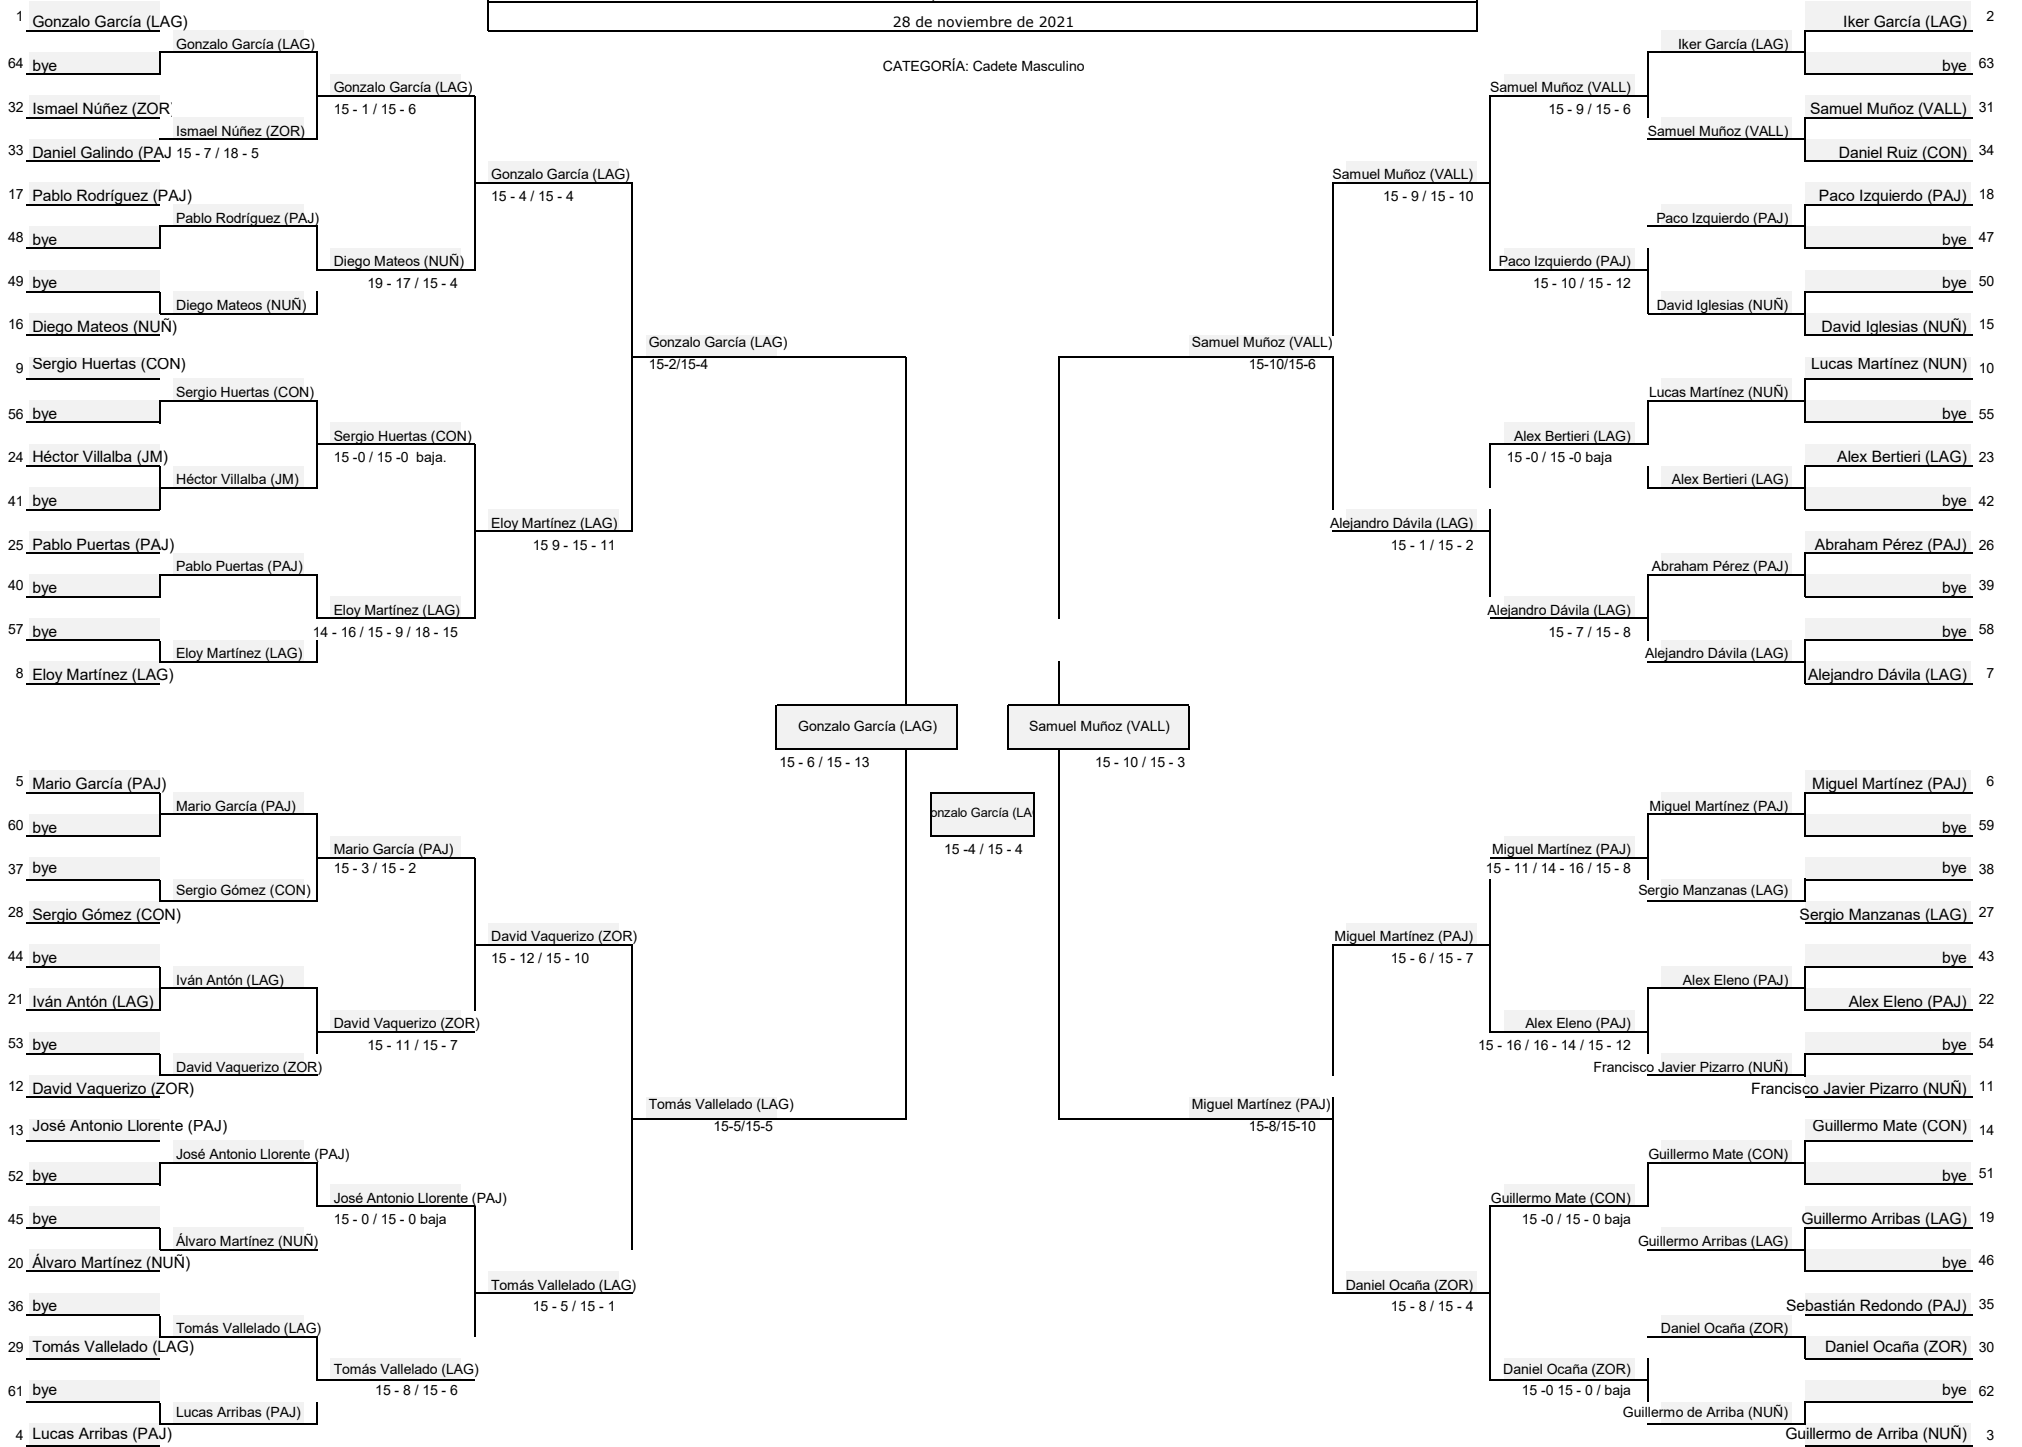 28 de noviembre de 2021
CATEGORÍA: Cadete Masculino
1 Gonzalo García (LAG)
Gonzalo García (LAG)
64 bye
Gonzalo García (LAG)
15 - 1 / 15 - 6
32 Ismael Núñez (ZOR)
Ismael Núñez (ZOR)
33 Daniel Galindo (PAJ 15 - 7 / 18 - 5
Gonzalo García (LAG)
15 - 4 / 15 - 4
17 Pablo Rodríguez (PAJ)
Pablo Rodríguez (PAJ)
48 bye
Diego Mateos (NUÑ)
19 - 17 / 15 - 4
49 bye
Diego Mateos (NUÑ)
16 Diego Mateos (NUÑ)
Gonzalo García (LAG)
15-2/15-4
9 Sergio Huertas (CON)
Sergio Huertas (CON)
56 bye
Sergio Huertas (CON)
15 -0 / 15 -0 baja.
24 Héctor Villalba (JM)
Héctor Villalba (JM)
41 bye
Eloy Martínez (LAG)
15 9 - 15 - 11
25 Pablo Puertas (PAJ)
Pablo Puertas (PAJ)
40 bye
Eloy Martínez (LAG)
14 - 16 / 15 - 9 / 18 - 15
57 bye
Eloy Martínez (LAG)
8 Eloy Martínez (LAG)
Gonzalo García (LAG)
15 - 6 / 15 - 13
5 Mario García (PAJ)
Mario García (PAJ)
60 bye
Mario García (PAJ)
15 - 3 / 15 - 2
37 bye
Sergio Gómez (CON)
28 Sergio Gómez (CON)
David Vaquerizo (ZOR)
15 - 12 / 15 - 10
44 bye
Iván Antón (LAG)
21 Iván Antón (LAG)
David Vaquerizo (ZOR)
15 - 11 / 15 - 7
53 bye
David Vaquerizo (ZOR)
12 David Vaquerizo (ZOR)
Tomás Vallelado (LAG)
15-5/15-5
13 José Antonio Llorente (PAJ)
José Antonio Llorente (PAJ)
52 bye
José Antonio Llorente (PAJ)
15 - 0 / 15 - 0 baja
45 bye
Álvaro Martínez (NUÑ)
20 Álvaro Martínez (NUÑ)
Tomás Vallelado (LAG)
15 - 5 / 15 - 1
36 bye
Tomás Vallelado (LAG)
29 Tomás Vallelado (LAG)
Tomás Vallelado (LAG)
15 - 8 / 15 - 6
61 bye
Lucas Arribas (PAJ)
4 Lucas Arribas (PAJ)
onzalo García (LA
15 -4 / 15 - 4
Iker García (LAG) 2
Iker García (LAG)
bye 63
Samuel Muñoz (VALL)
15 - 9 / 15 - 6
Samuel Muñoz (VALL) 31
Samuel Muñoz (VALL)
Daniel Ruiz (CON) 34
Samuel Muñoz (VALL)
15 - 9 / 15 - 10
Paco Izquierdo (PAJ) 18
Paco Izquierdo (PAJ)
bye 47
Paco Izquierdo (PAJ)
15 - 10 / 15 - 12
bye 50
David Iglesias (NUÑ)
David Iglesias (NUÑ) 15
Samuel Muñoz (VALL)
15-10/15-6
Lucas Martínez (NUN) 10
Lucas Martínez (NUÑ)
bye 55
Alex Bertieri (LAG)
15 -0 / 15 -0 baja
Alex Bertieri (LAG) 23
Alex Bertieri (LAG)
bye 42
Alejandro Dávila (LAG)
15 - 1 / 15 - 2
Abraham Pérez (PAJ) 26
Abraham Pérez (PAJ)
bye 39
Alejandro Dávila (LAG)
15 - 7 / 15 - 8
bye 58
Alejandro Dávila (LAG)
Alejandro Dávila (LAG) 7
Samuel Muñoz (VALL)
15 - 10 / 15 - 3
Miguel Martínez (PAJ) 6
Miguel Martínez (PAJ)
bye 59
Miguel Martínez (PAJ)
15 - 11 / 14 - 16 / 15 - 8
bye 38
Sergio Manzanas (LAG)
Sergio Manzanas (LAG) 27
Miguel Martínez (PAJ)
15 - 6 / 15 - 7
bye 43
Alex Eleno (PAJ)
Alex Eleno (PAJ) 22
Alex Eleno (PAJ)
15 - 16 / 16 - 14 / 15 - 12
bye 54
Francisco Javier Pizarro (NUÑ)
Francisco Javier Pizarro (NUÑ) 11
Miguel Martínez (PAJ)
15-8/15-10
Guillermo Mate (CON) 14
Guillermo Mate (CON)
bye 51
Guillermo Mate (CON)
15 -0 / 15 - 0 baja
Guillermo Arribas (LAG) 19
Guillermo Arribas (LAG)
bye 46
Daniel Ocaña (ZOR)
15 - 8 / 15 - 4
Sebastián Redondo (PAJ) 35
Daniel Ocaña (ZOR)
Daniel Ocaña (ZOR) 30
Daniel Ocaña (ZOR)
15 -0 15 - 0 / baja
bye 62
Guillermo de Arriba (NUÑ)
Guillermo de Arriba (NUÑ) 3